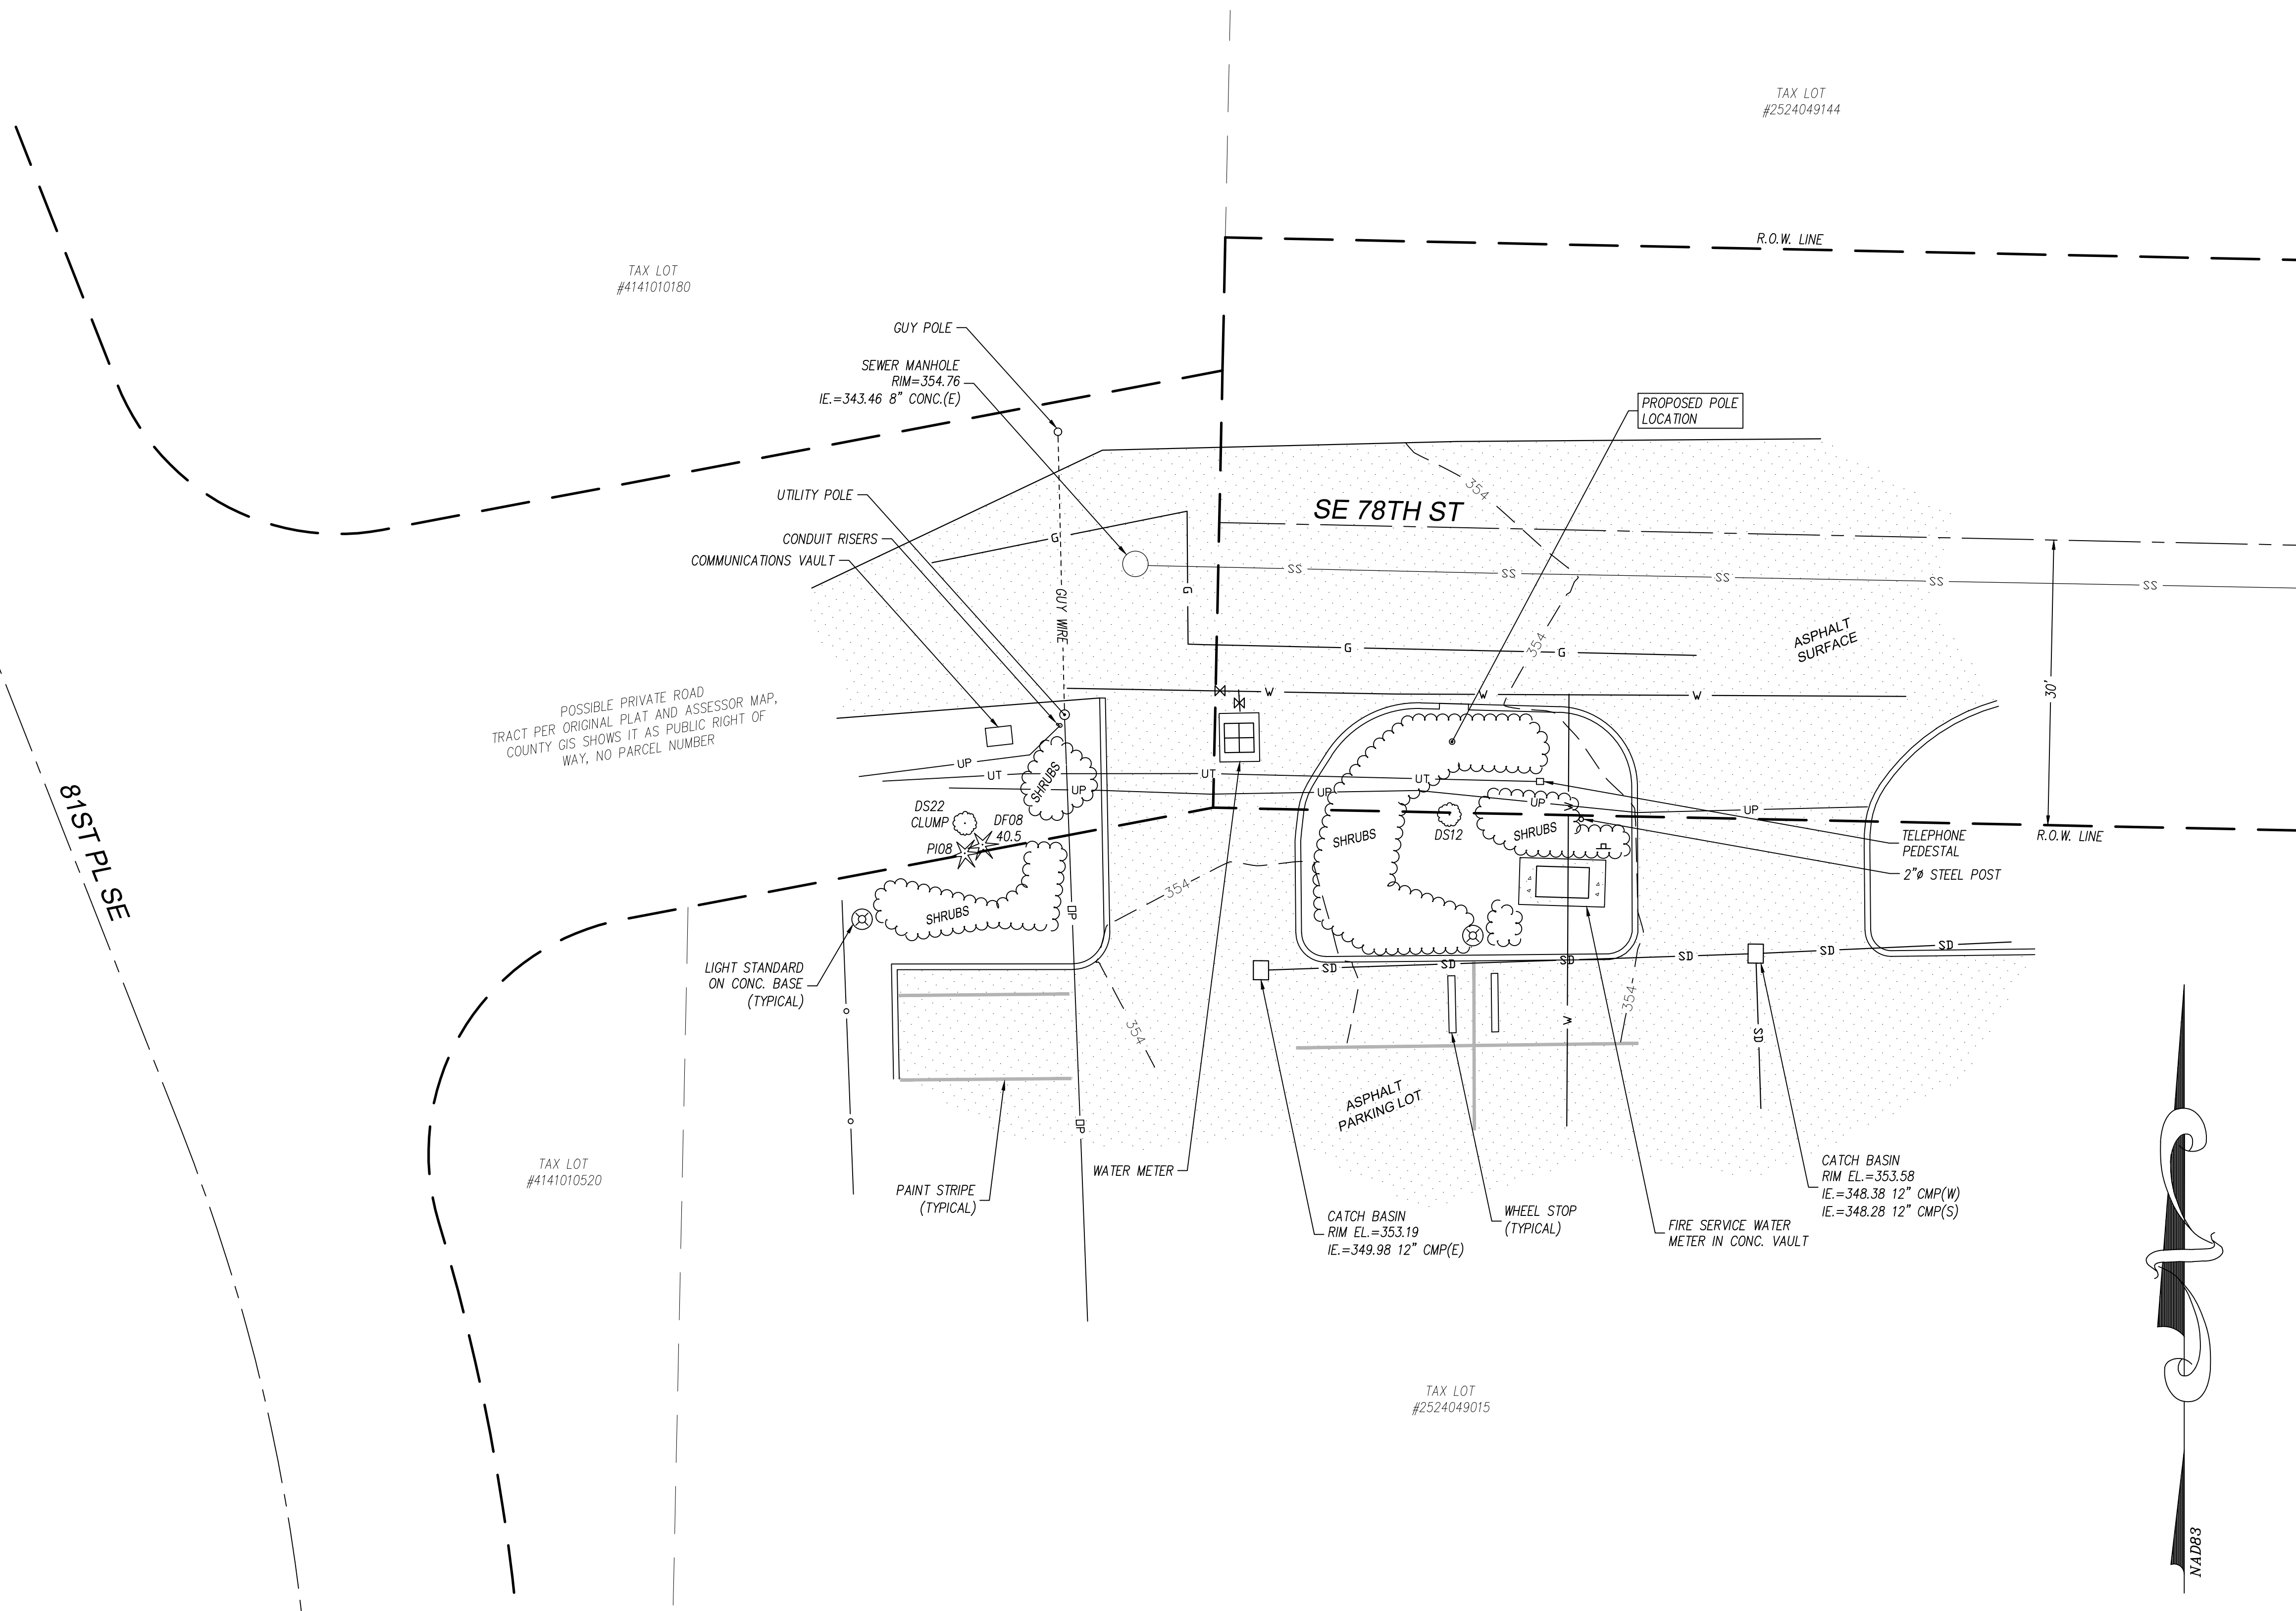 TAX LOT
#2524049144
R.O.W. LINE
TAX LOT
#4141010180
GUY POLE
SEWER MANHOLE
RIM=354.76
IE.=343.46 8" CONC.(E)
PROPOSED POLE
LOCATION
UTILITY POLE
CONDUIT RISERS
COMMUNICATIONS VAULT
SE 78TH ST
354
G
SS
SS
SS
SS
SS
G
GUY WIRE
G
G
354
ASPHALT
SURFACE
30'
W
W
W
POSSIBLE PRIVATE ROAD
TRACT PER ORIGINAL PLAT AND ASSESSOR MAP,
COUNTY GIS SHOWS IT AS PUBLIC RIGHT OF
WAY, NO PARCEL NUMBER
UP
UT
UT
UT
UP
UP
UP
UP
W
SHRUBS
DS22
CLUMP
DF08
40.5
PI08
SHRUBS
DS12
SHRUBS
TELEPHONE
PEDESTAL
R.O.W. LINE
2"Ø STEEL POST
81ST PL SE
354
SHRUBS
UP
LIGHT STANDARD
ON CONC. BASE
(TYPICAL)
SD
SD
SD
SD
SD
SD
354
354
W
SD
ASPHALT
PARKING LOT
UP
TAX LOT
#4141010520
PAINT STRIPE
(TYPICAL)
WATER METER
CATCH BASIN
RIM EL.=353.19
IE.=349.98 12" CMP(E)
WHEEL STOP
(TYPICAL)
FIRE SERVICE WATER
METER IN CONC. VAULT
CATCH BASIN
RIM EL.=353.58
IE.=348.38 12" CMP(W)
IE.=348.28 12" CMP(S)
TAX LOT
#2524049015
NAD83